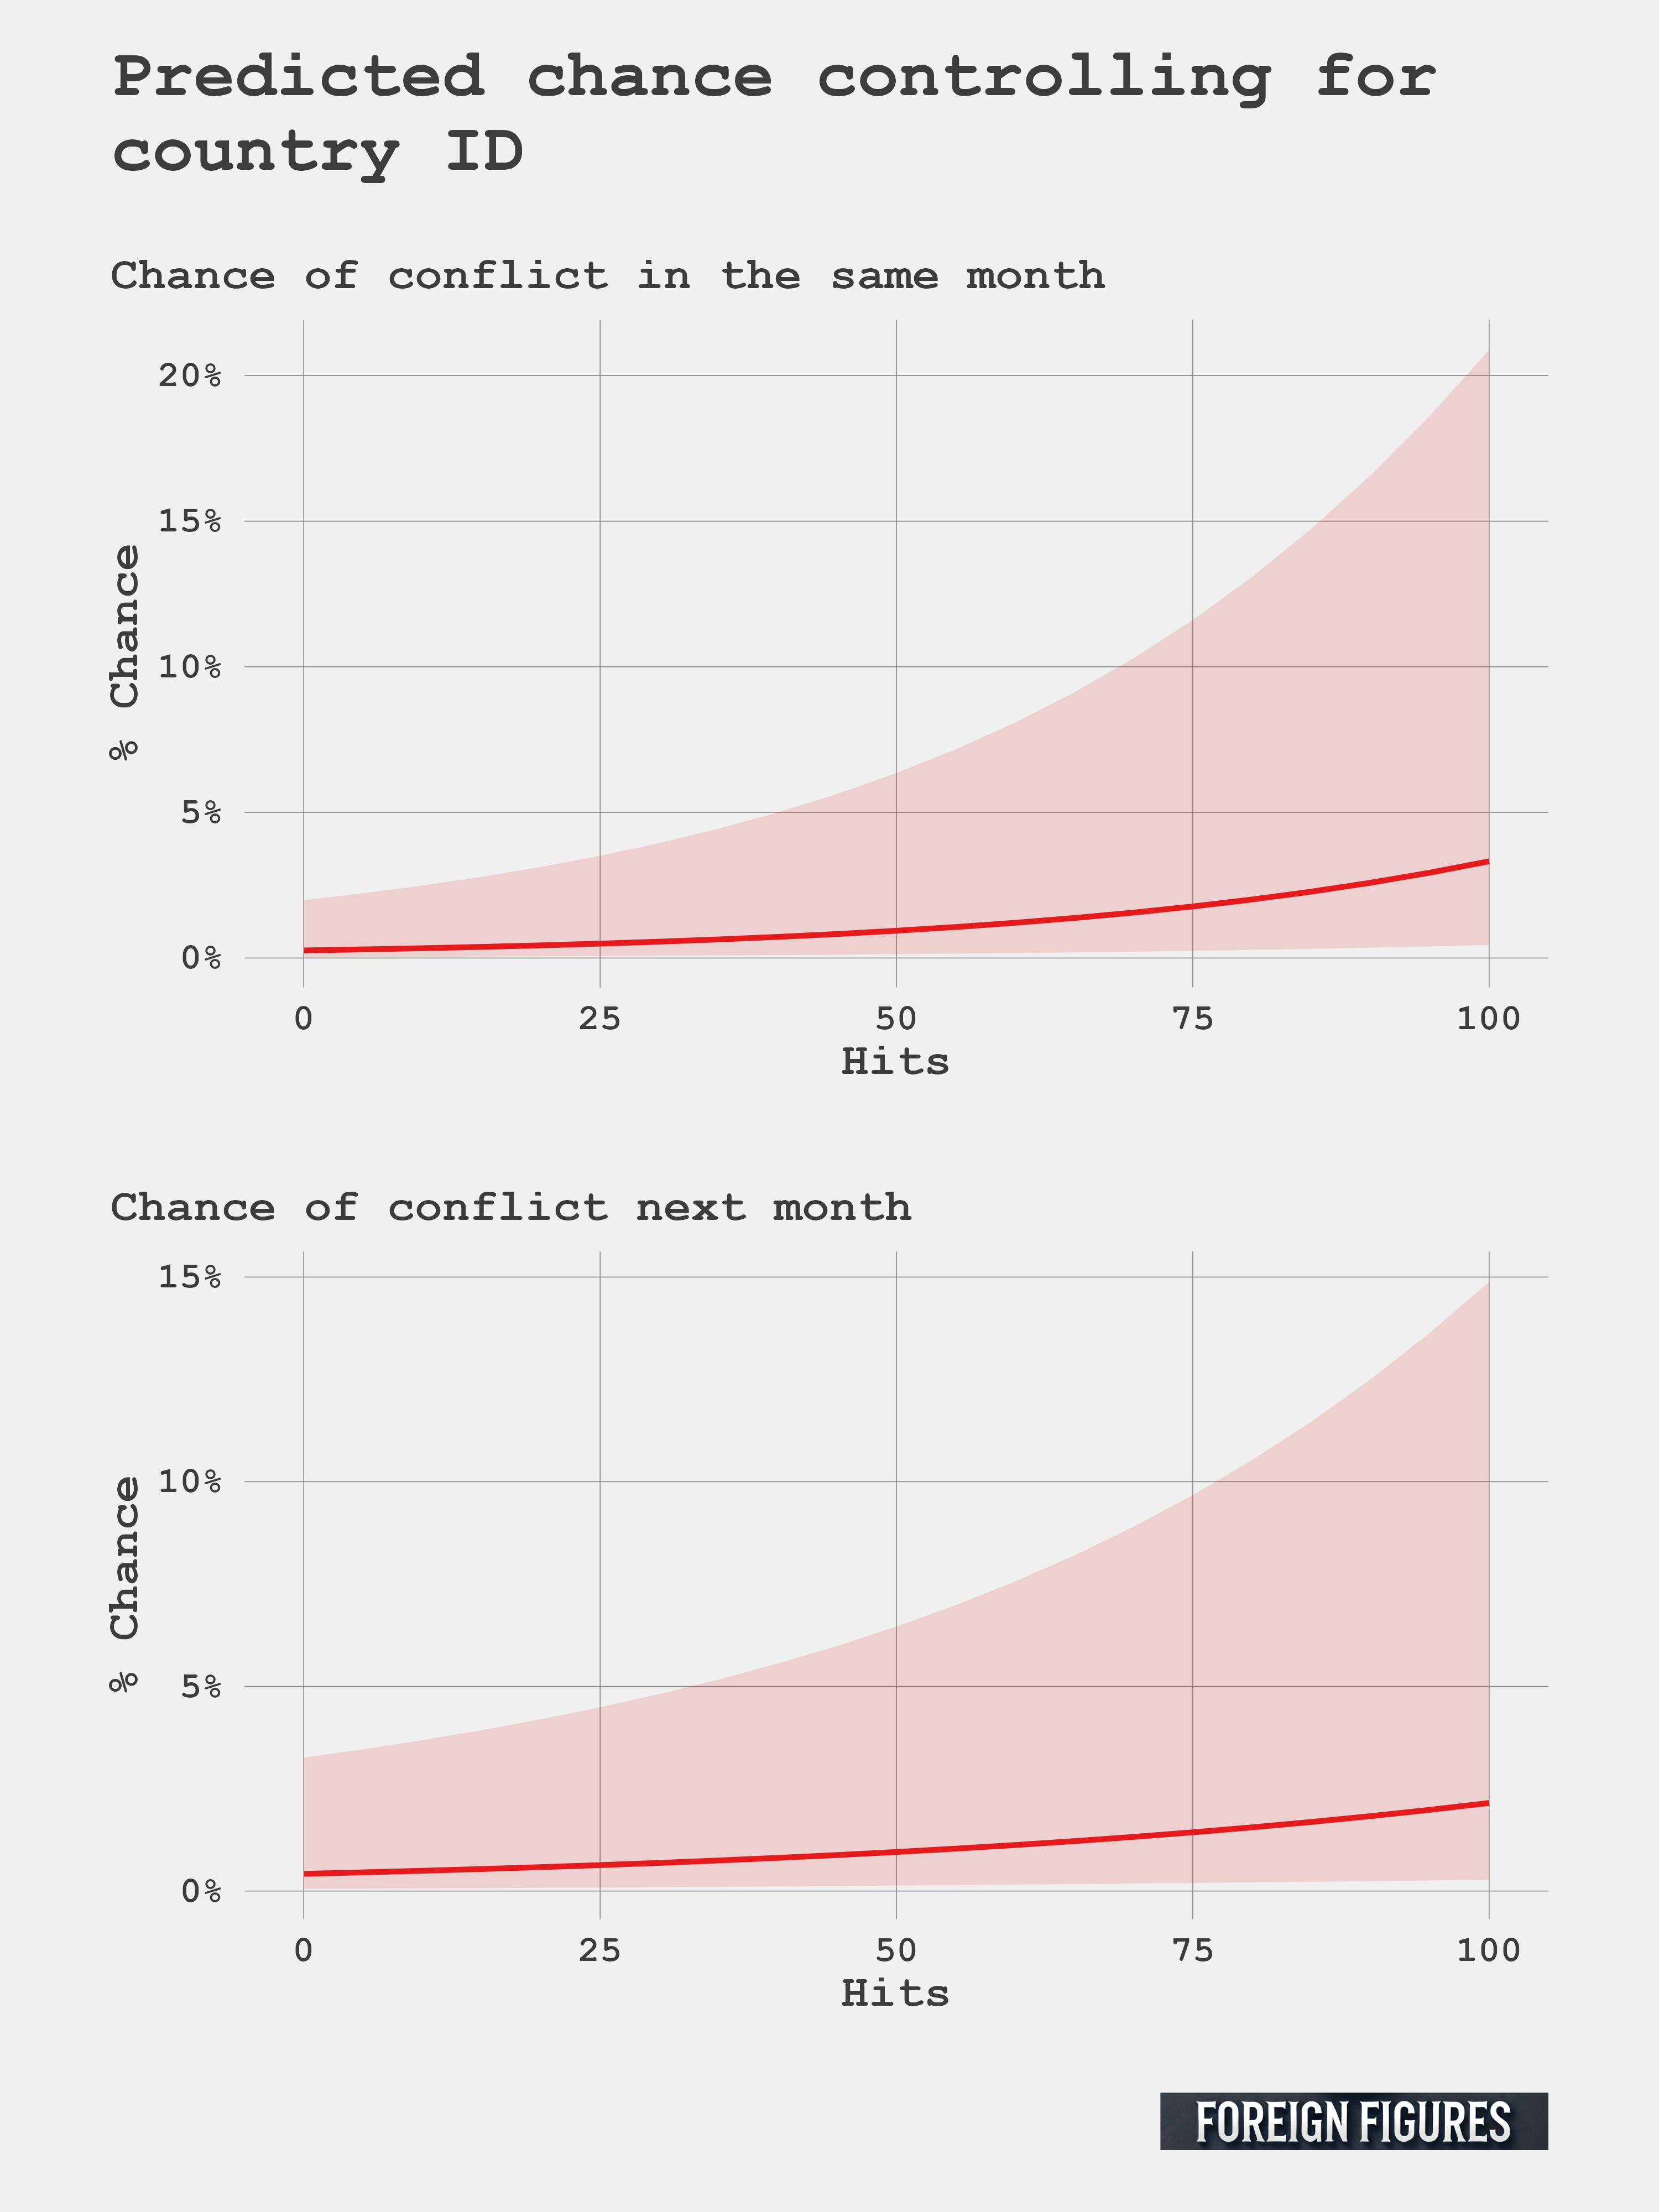 Predicted chance controlling for
country ID
Chance of conflict in the same month
% Chance
20%
15%
10%
5%
0%
0 25 50 75 100
Hits
Chance of conflict next month
% Chance
15%
10%
5%
0%
0 25 50 75 100
Hits
FOREIGN FIGURES